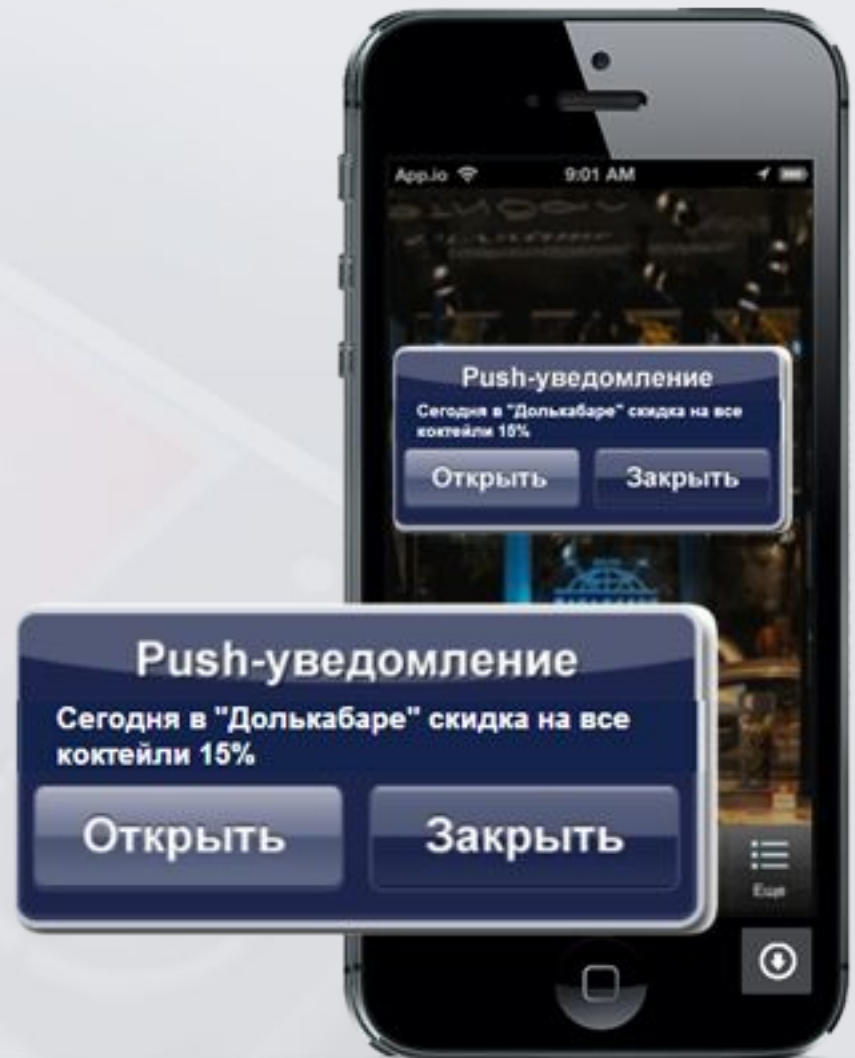 App.io 9:01 AM
Push-уведомление
Сегодня в "Долькабаре" скидка на все
коктейли 15%
Открыть Закрыть
Push-уведомление
Сегодня в "Долькабаре" скидка на все
коктейли 15%
Открыть Закрыть
Еще